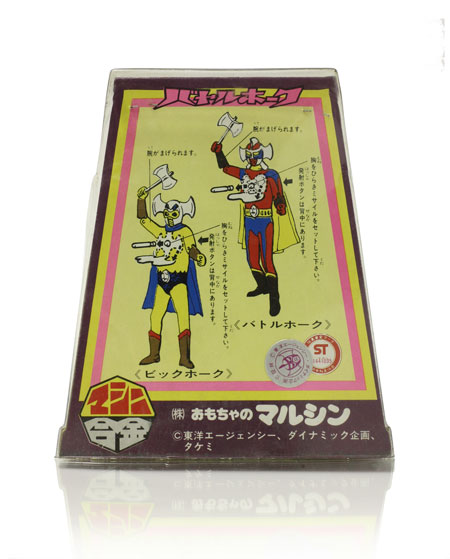 バトルホーク
腕がまげられます。
腕がまげられます。
胸をひらきミサイルをセットして下さい。
発射ボタンは背中にあります。
胸をひらきミサイルをセットして下さい。
発射ボタンは背中にあります。
《バトルホーク》
《ビックホーク》
ST
マシン
合金
㈱ おもちゃの マルシン
©東洋エージェンシー、ダイナミック企画、
タケミ